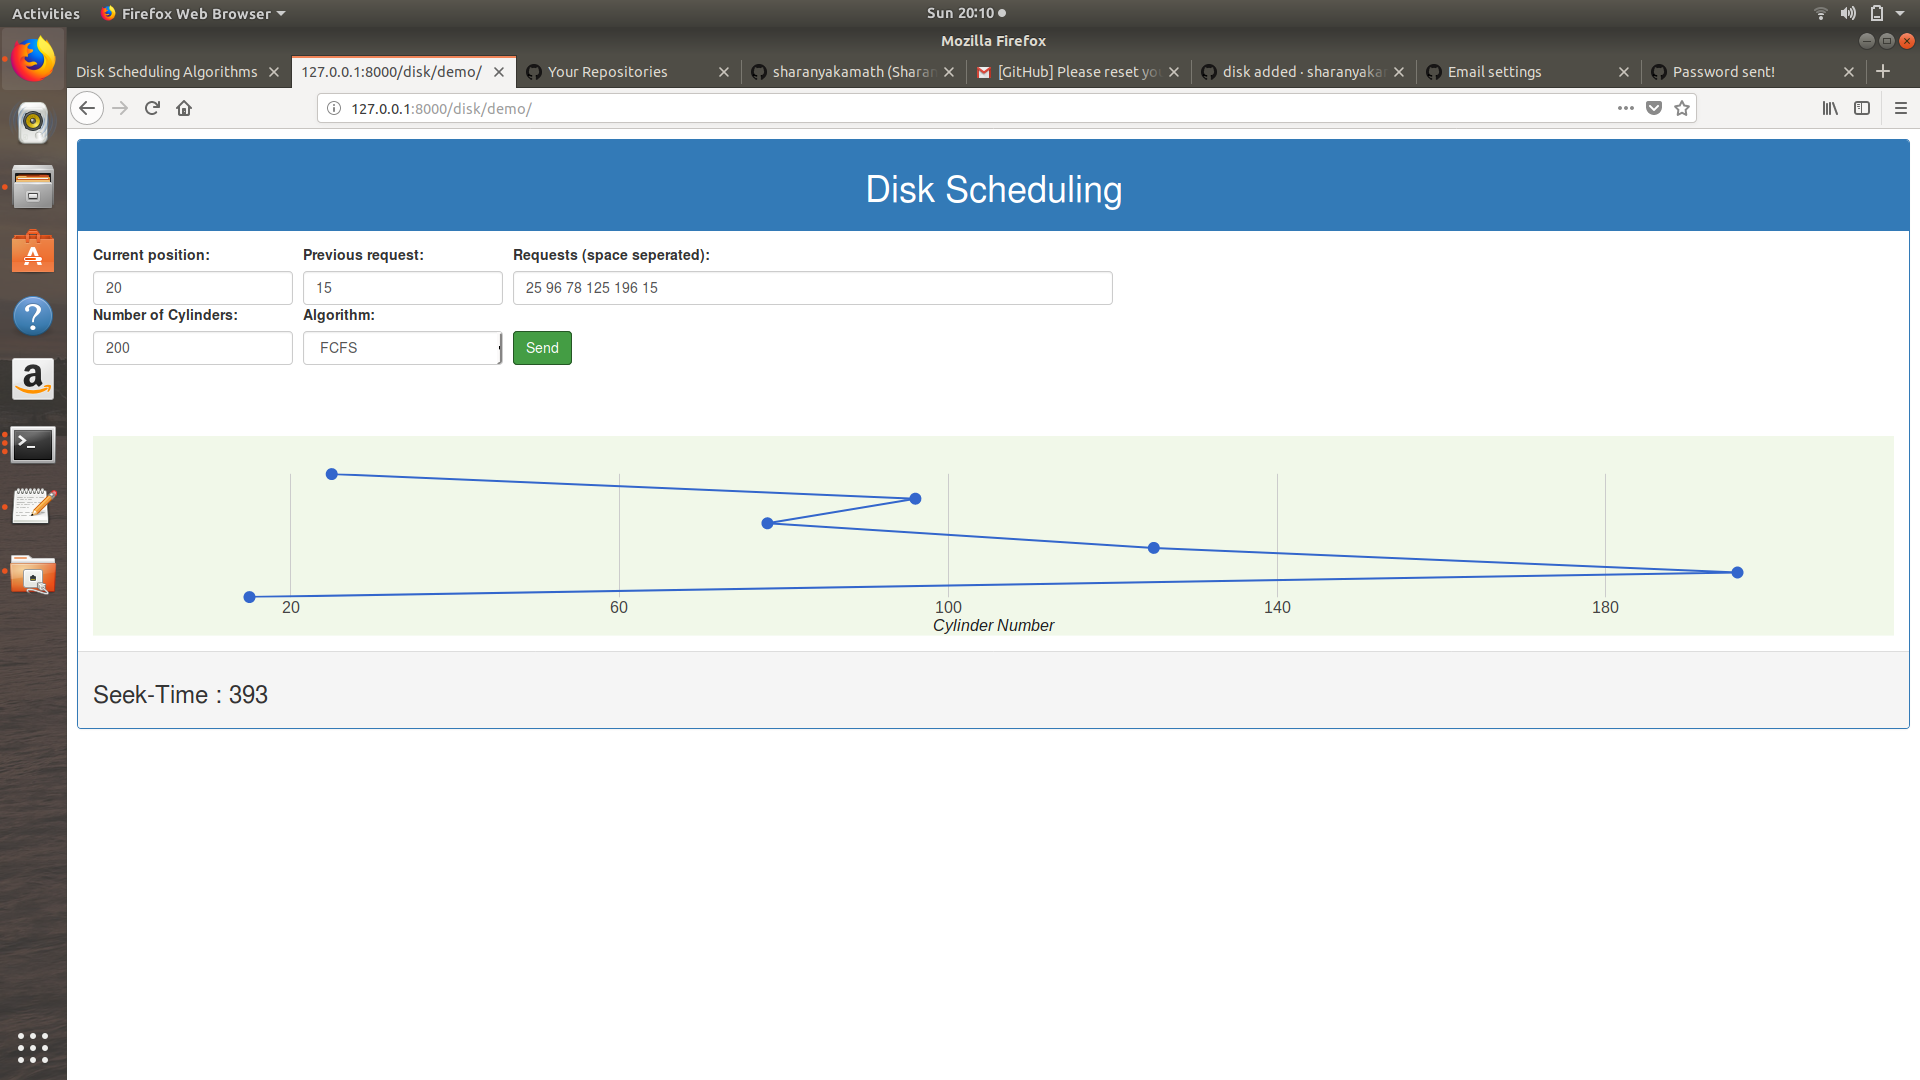 Activities Firefox Web Browser Sun 20:10
Mozilla Firefox
Disk Scheduling Algorithms 127.0.0.1:8000/disk/demo/ Your Repositories sharanyakamath (Sharan [GitHub] Please reset yo disk added · sharanyaka Email settings Password sent!
127.0.0.1:8000/disk/demo/
Disk Scheduling
Current position: Previous request: Requests (space seperated):
20 15 25 96 78 125 196 15
Number of Cylinders: Algorithm:
200 FCFS Send
20 60 100 140 180
Cylinder Number
Seek-Time : 393